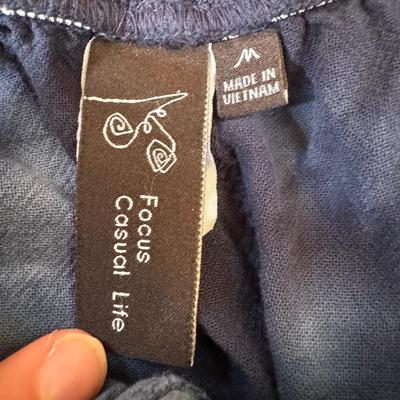 Focus
Casual Life
M
MADE IN
VIETNAM